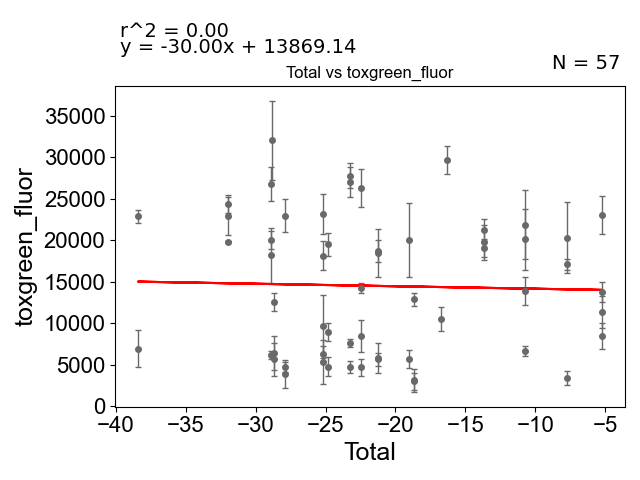 r^2 = 0.00
y = -30.00x + 13869.14
N = 57
Total vs toxgreen_fluor
toxgreen_fluor
35000
30000
25000
20000
15000
10000
5000
0
−40 −35 −30 −25 −20 −15 −10 −5
Total